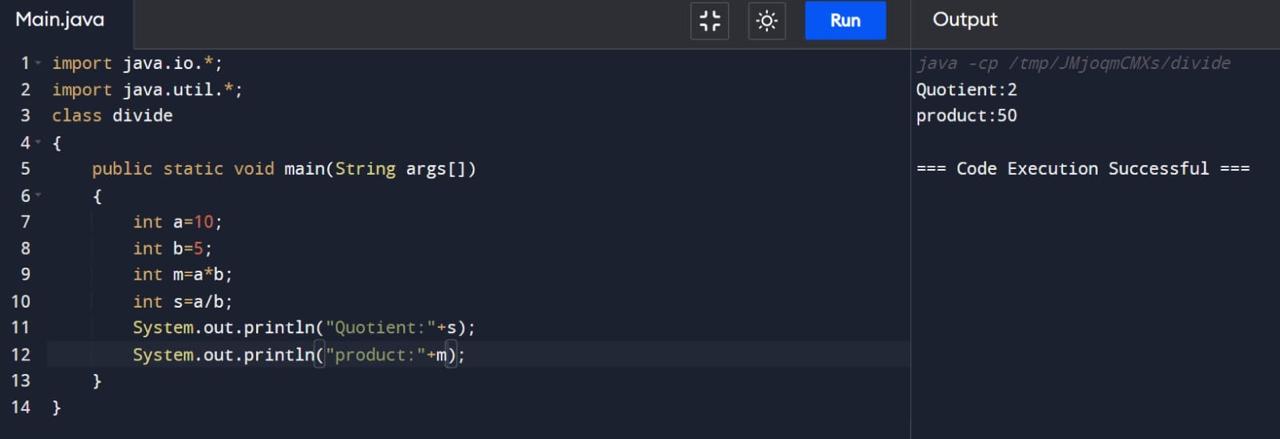 Main.java Run Output
1 import java.io.*;
2 import java.util.*;
3 class divide
4 {
5 public static void main(String args[])
6 {
7 int a=10;
8 int b=5;
9 int m=a*b;
10 int s=a/b;
11 System.out.println("Quotient:"+s);
12 System.out.println("product:"+m);
13 }
14 }
java -cp /tmp/JMjoqmCMXs/divide
Quotient:2
product:50
=== Code Execution Successful ===